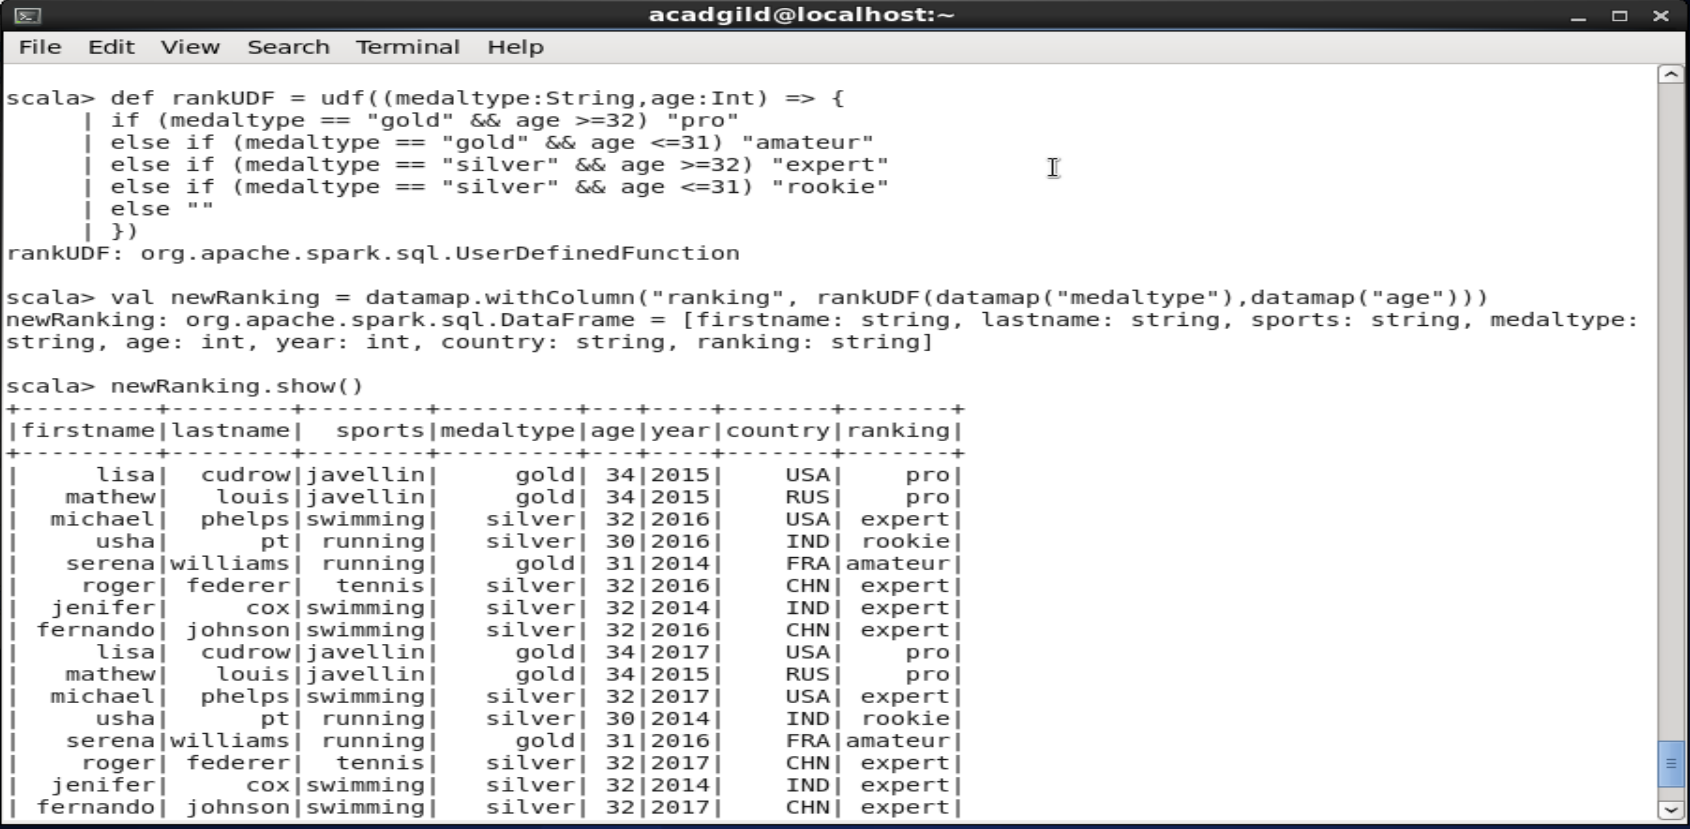 acadgild@localhost:~
File Edit View Search Terminal Help
scala> def rankUDF = udf((medaltype:String,age:Int) => {
     | if (medaltype == "gold" && age >=32) "pro"
     | else if (medaltype == "gold" && age <=31) "amateur"
     | else if (medaltype == "silver" && age >=32) "expert"
     | else if (medaltype == "silver" && age <=31) "rookie"
     | else ""
     | })
rankUDF: org.apache.spark.sql.UserDefinedFunction
scala> val newRanking = datamap.withColumn("ranking", rankUDF(datamap("medaltype"),datamap("age")))
newRanking: org.apache.spark.sql.DataFrame = [firstname: string, lastname: string, sports: string, medaltype:
string, age: int, year: int, country: string, ranking: string]
scala> newRanking.show()
+---------+--------+--------+---------+---+----+-------+-------+
|firstname|lastname|  sports|medaltype|age|year|country|ranking|
+---------+--------+--------+---------+---+----+-------+-------+
|     lisa|  cudrow|javellin|     gold| 34|2015|    USA|    pro|
|   mathew|   louis|javellin|     gold| 34|2015|    RUS|    pro|
|  michael|  phelps|swimming|   silver| 32|2016|    USA| expert|
|     usha|      pt| running|   silver| 30|2016|    IND| rookie|
|   serena|williams| running|     gold| 31|2014|    FRA|amateur|
|    roger| federer|  tennis|   silver| 32|2016|    CHN| expert|
|  jenifer|     cox|swimming|   silver| 32|2014|    IND| expert|
| fernando| johnson|swimming|   silver| 32|2016|    CHN| expert|
|     lisa|  cudrow|javellin|     gold| 34|2017|    USA|    pro|
|   mathew|   louis|javellin|     gold| 34|2015|    RUS|    pro|
|  michael|  phelps|swimming|   silver| 32|2017|    USA| expert|
|     usha|      pt| running|   silver| 30|2014|    IND| rookie|
|   serena|williams| running|     gold| 31|2016|    FRA|amateur|
|    roger| federer|  tennis|   silver| 32|2017|    CHN| expert|
|  jenifer|     cox|swimming|   silver| 32|2014|    IND| expert|
| fernando| johnson|swimming|   silver| 32|2017|    CHN| expert|